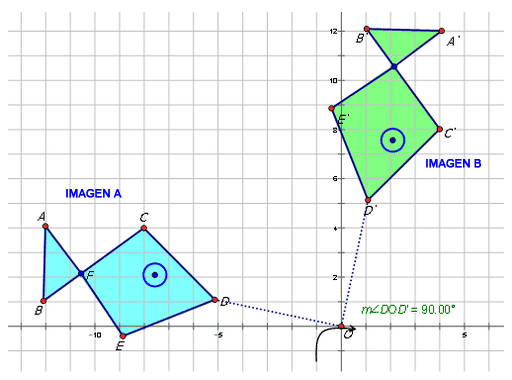 12
B'
A'
10
E'
8
C'
IMAGEN B
6
IMAGEN A
D'
A
C
4
F
2
B
D
m∠DOD' = 90.00°
E
-10
-5
O
5